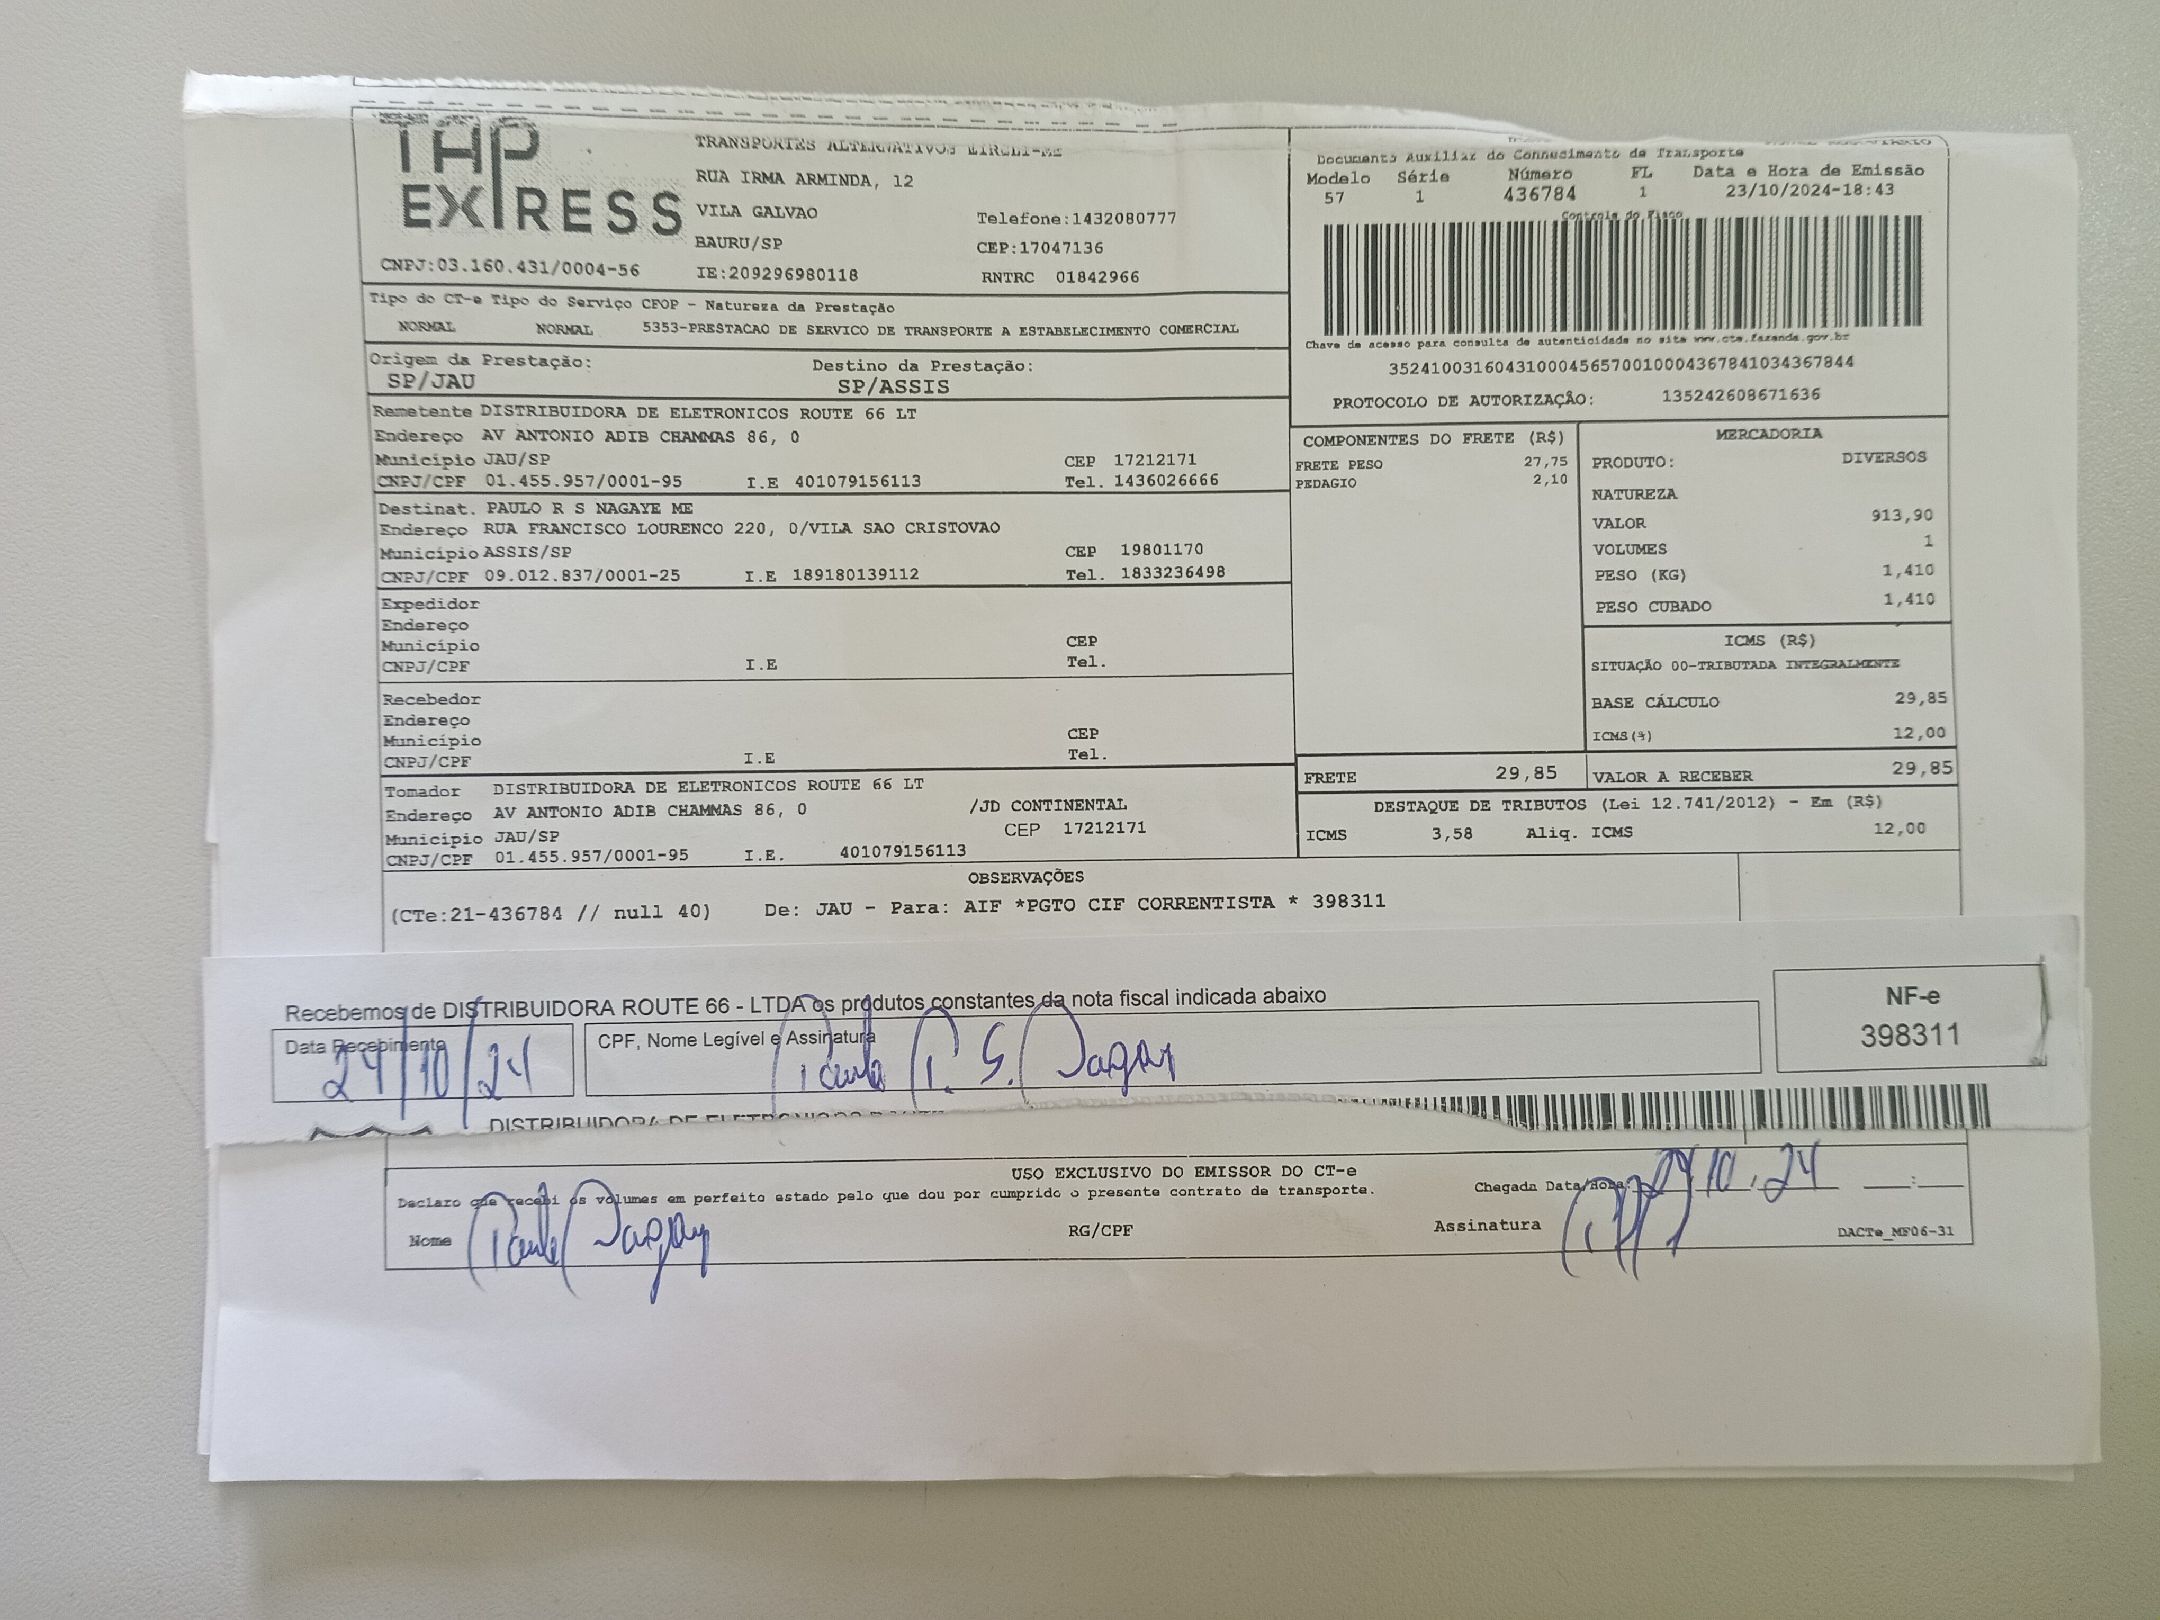 THP
EXPRESS
TRANSPORTES ALTERNATIVOS EIRELI-ME
RUA IRMA ARMINDA, 12
VILA GALVAO Telefone:1432080777
BAURU/SP CEP:17047136
CNPJ:03.160.431/0004-56 IE:209296980118 RNTRC 01842966
Documento Auxiliar do Conhecimento de Transporte
Modelo Série Número FL Data e Hora de Emissão
57 1 436784 1 23/10/2024-18:43
Controle do Fisco
Chave de acesso para consulta de autenticidade no site www.cte.fazenda.gov.br
35241003160431000456570010004367841034367844
PROTOCOLO DE AUTORIZAÇÃO: 135242608671636
Tipo do CT-e Tipo do Serviço CFOP - Natureza da Prestação
NORMAL NORMAL 5353-PRESTACAO DE SERVICO DE TRANSPORTE A ESTABELECIMENTO COMERCIAL
Origem da Prestação: Destino da Prestação:
SP/JAU SP/ASSIS
Remetente DISTRIBUIDORA DE ELETRONICOS ROUTE 66 LT
Endereço AV ANTONIO ADIB CHAMMAS 86, 0
Município JAU/SP CEP 17212171
CNPJ/CPF 01.455.957/0001-95 I.E 401079156113 Tel. 1436026666
Destinat. PAULO R S NAGAYE ME
Endereço RUA FRANCISCO LOURENCO 220, 0/VILA SAO CRISTOVAO
Município ASSIS/SP CEP 19801170
CNPJ/CPF 09.012.837/0001-25 I.E 189180139112 Tel. 1833236498
Expedidor
Endereço
Município CEP
CNPJ/CPF I.E Tel.
Recebedor
Endereço
Município CEP
CNPJ/CPF I.E Tel.
Tomador DISTRIBUIDORA DE ELETRONICOS ROUTE 66 LT
Endereço AV ANTONIO ADIB CHAMMAS 86, 0 /JD CONTINENTAL
Município JAU/SP CEP 17212171
CNPJ/CPF 01.455.957/0001-95 I.E. 401079156113
COMPONENTES DO FRETE (R$)
FRETE PESO 27,75
PEDAGIO 2,10
MERCADORIA
PRODUTO: DIVERSOS
NATUREZA
VALOR 913,90
VOLUMES 1
PESO (KG) 1,410
PESO CUBADO 1,410
ICMS (R$)
SITUAÇÃO 00-TRIBUTADA INTEGRALMENTE
BASE CÁLCULO 29,85
ICMS(%) 12,00
FRETE 29,85 VALOR A RECEBER 29,85
DESTAQUE DE TRIBUTOS (Lei 12.741/2012) - Em (R$)
ICMS 3,58 Aliq. ICMS 12,00
OBSERVAÇÕES
(CTe:21-436784 // null 40) De: JAU - Para: AIF *PGTO CIF CORRENTISTA * 398311
Recebemos de DISTRIBUIDORA ROUTE 66 - LTDA os produtos constantes da nota fiscal indicada abaixo
Data Recebimento CPF, Nome Legível e Assinatura
24/10/24
NF-e
398311
DISTRIBUIDORA DE ELETRONICOS
USO EXCLUSIVO DO EMISSOR DO CT-e
Declaro que recebi os volumes em perfeito estado pelo que dou por cumprido o presente contrato de transporte. Chegada Data/Hora: 24.10.24 __:__
Nome RG/CPF Assinatura
DACTe_MF06-31